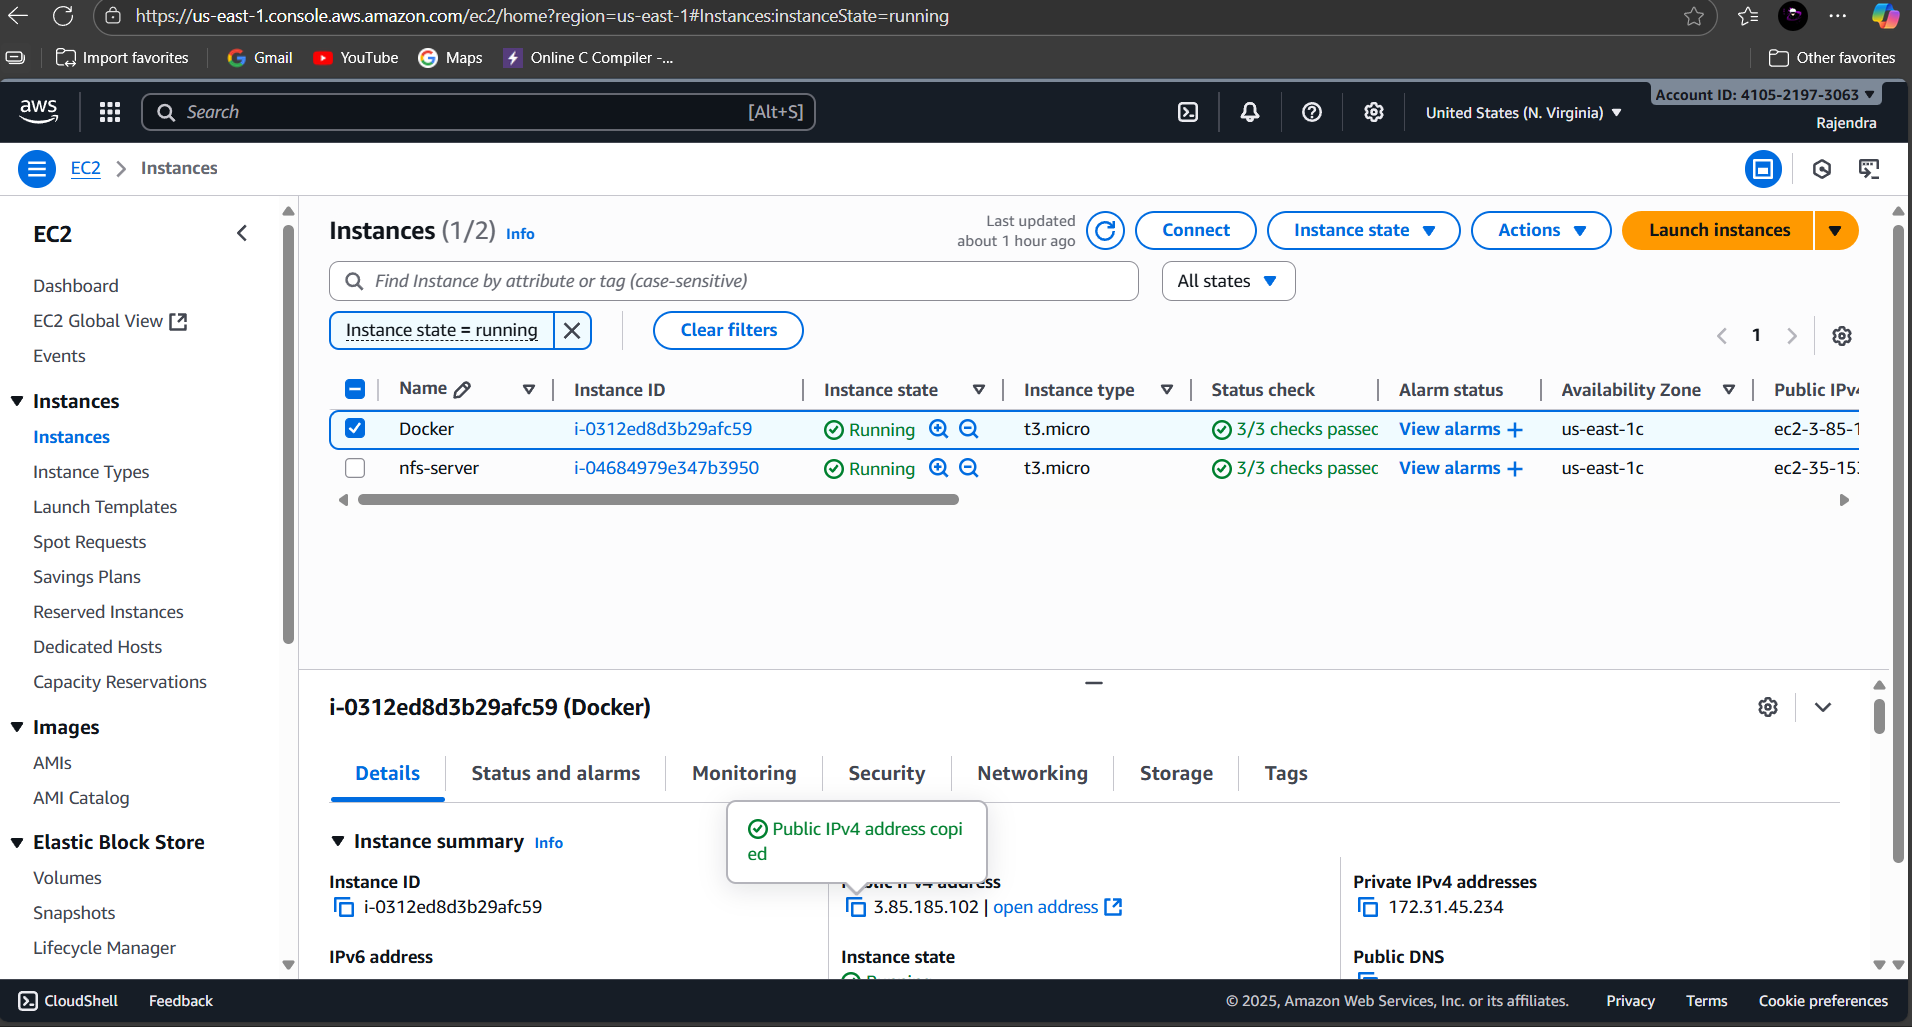 https://us-east-1.console.aws.amazon.com/ec2/home?region=us-east-1#Instances:instanceState=running
Import favorites
Gmail
YouTube
Maps
Online C Compiler -...
Other favorites
aws
Search
[Alt+S]
United States (N. Virginia)
Account ID: 4105-2197-3063
Rajendra
EC2
Instances
EC2
Dashboard
EC2 Global View
Events
Instances
Instances
Instance Types
Launch Templates
Spot Requests
Savings Plans
Reserved Instances
Dedicated Hosts
Capacity Reservations
Images
AMIs
AMI Catalog
Elastic Block Store
Volumes
Snapshots
Lifecycle Manager
Instances (1/2) Info
Last updated
about 1 hour ago
Connect
Instance state
Actions
Launch instances
Find Instance by attribute or tag (case-sensitive)
All states
Instance state = running
Clear filters
1
Name Instance ID Instance state Instance type Status check Alarm status Availability Zone Public IPv4
Docker i-0312ed8d3b29afc59 Running t3.micro 3/3 checks passed View alarms + us-east-1c ec2-3-85-1
nfs-server i-04684979e347b3950 Running t3.micro 3/3 checks passed View alarms + us-east-1c ec2-35-153
i-0312ed8d3b29afc59 (Docker)
Details
Status and alarms
Monitoring
Security
Networking
Storage
Tags
Public IPv4 address copi
ed
Instance summary Info
Instance ID
i-0312ed8d3b29afc59
Public IPv4 address
3.85.185.102 | open address
Private IPv4 addresses
172.31.45.234
IPv6 address
Instance state
Running
Public DNS
CloudShell
Feedback
© 2025, Amazon Web Services, Inc. or its affiliates.
Privacy
Terms
Cookie preferences